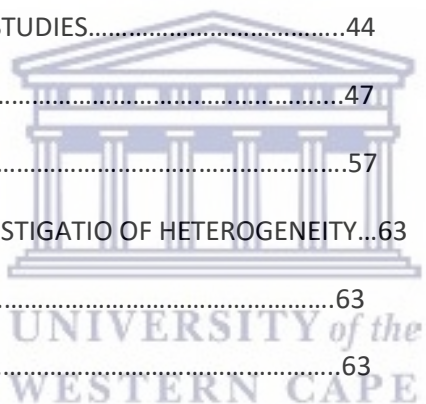 STUDIES……………………………………..44
…………………………………………………...47
…………………………………………………...57
STIGATIO OF HETEROGENEITY…63
…………………………………………………..63
UNIVERSITY of the
…………………………………………………...63
WESTERN CAPE